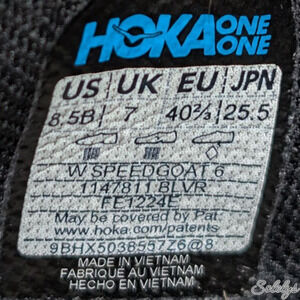 HOKA ONE ONE
US UK EU JPN
8.5B 7 40⅔ 25.5
W SPEEDGOAT 6
1147811 BLVR
FE1224E
May be covered by Pat.
www.hoka.com/patents
9BHX5038557Z6@8
MADE IN VIETNAM
FABRIQUÉ AU VIETNAM
HECHO EN VIETNAM